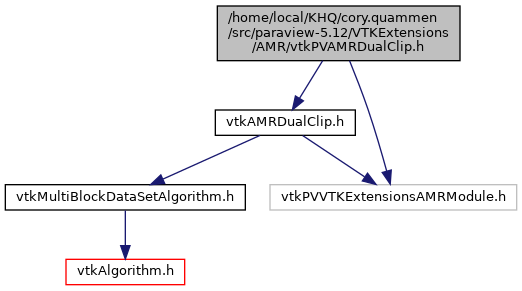 /home/local/KHQ/cory.quammen
/src/paraview-5.12/VTKExtensions
/AMR/vtkPVAMRDualClip.h
vtkAMRDualClip.h
vtkMultiBlockDataSetAlgorithm.h
vtkPVVTKExtensionsAMRModule.h
vtkAlgorithm.h